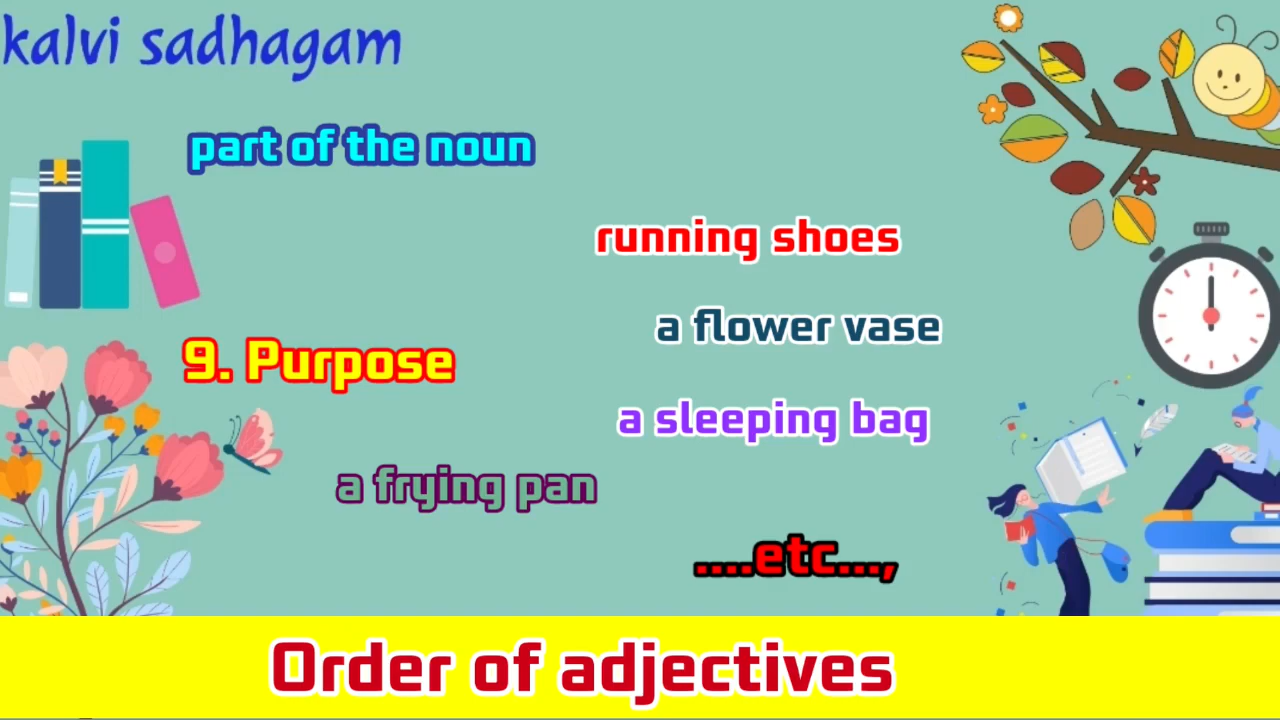 kalvi sadhagam
part of the noun
running shoes
a flower vase
9. Purpose
a sleeping bag
a frying pan
....etc...,
Order of adjectives